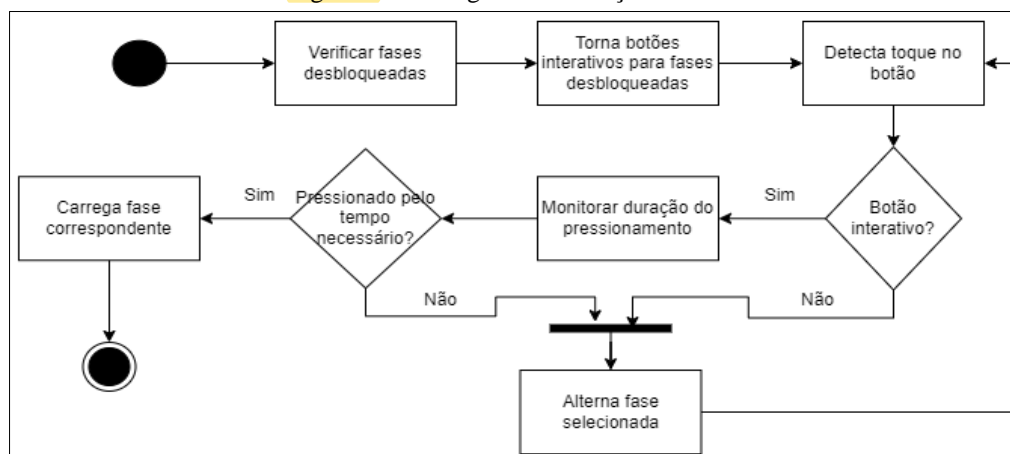 Verificar fases
desbloqueadas
Torna botões
interativos para fases
desbloqueadas
Detecta toque no
botão
Carrega fase
correspondente
Sim
Pressionado pelo
tempo
necessário?
Monitorar duração do
pressionamento
Sim
Botão
interativo?
Não
Não
Alterna fase
selecionada